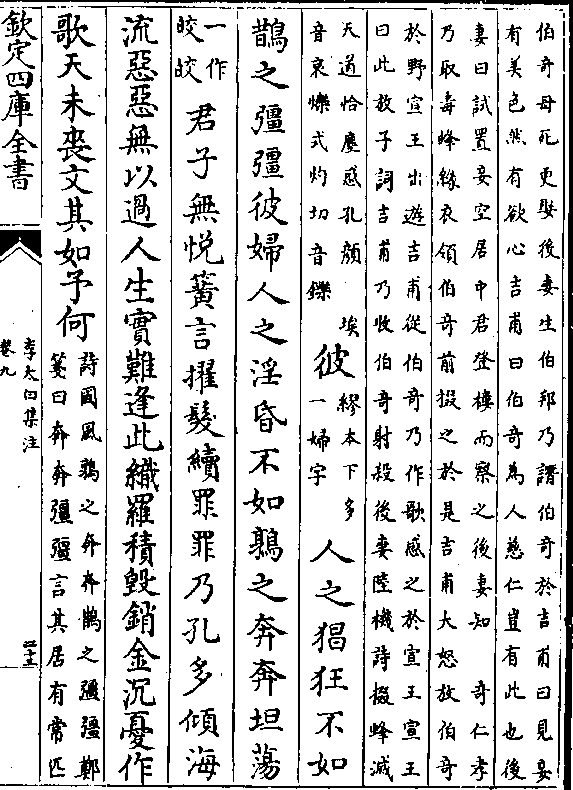 伯奇母死更娶後妻生伯邦乃譖伯奇於吉甫曰見妾
有美色然有欲心吉甫曰伯奇為人慈仁豈有此也後
妻曰試置妾空居中君登樓而察之後妻知 奇仁孝
乃取毒蜂緣衣領伯奇前掇之於是吉甫大怒放伯奇
於野宣王出遊吉甫從伯奇乃作歌感之於宣王宣王
曰此放子詞吉甫乃收伯奇射殺後妻陸機詩掇蜂滅
天道恰塵惑孔顔 埃
音哀爍式灼切音鑠
彼
繆本下多
一婦字
人之猖狂不如
鵲之彊彊彼婦人之淫昏不如鶉之奔奔坦蕩
一作
皎皎
君子無悅簧言擢髮續罪罪乃孔多傾海
流惡惡無以過人生實難逢此織羅積毀銷金沉憂作
歌天未喪文其如予何
詩國風鶉之奔奔鵲之彊彊鄭
箋曰奔奔彊彊言其居有常匹
欽定四庫全書
李太白集注
卷九